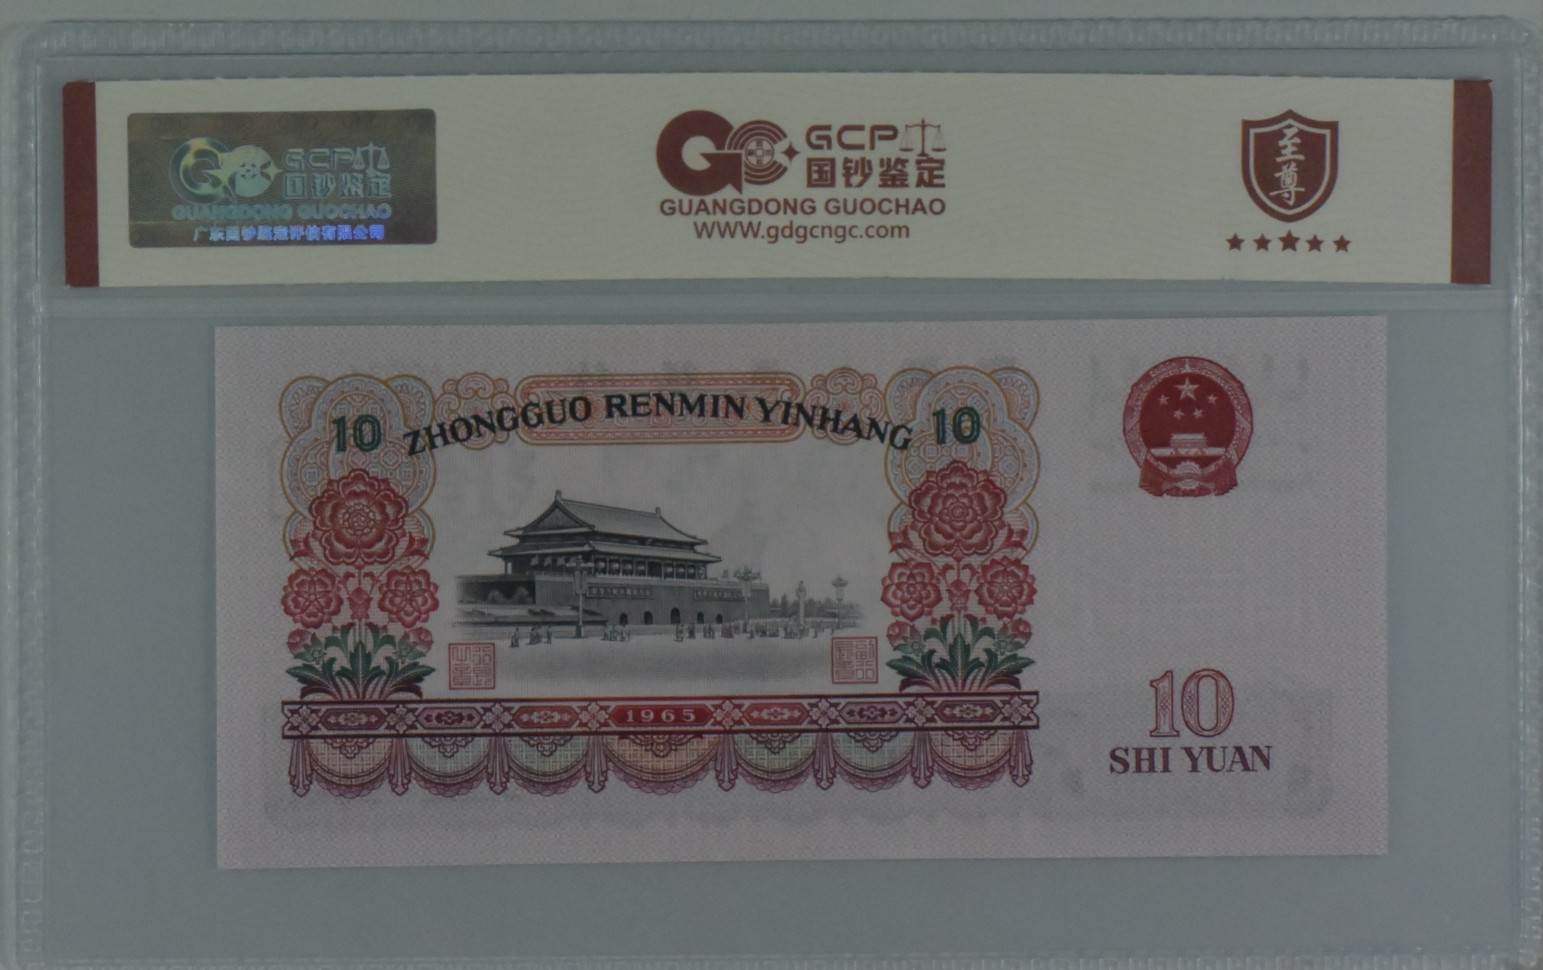 GCP
国钞鉴定
GUANGDONG GUOCHAO
GCP
国钞鉴定
GUANGDONG GUOCHAO
WWW.gdgcngc.com
至尊
ZHONGGUO RENMIN YINHANG
10
10
1965
10
SHI YUAN